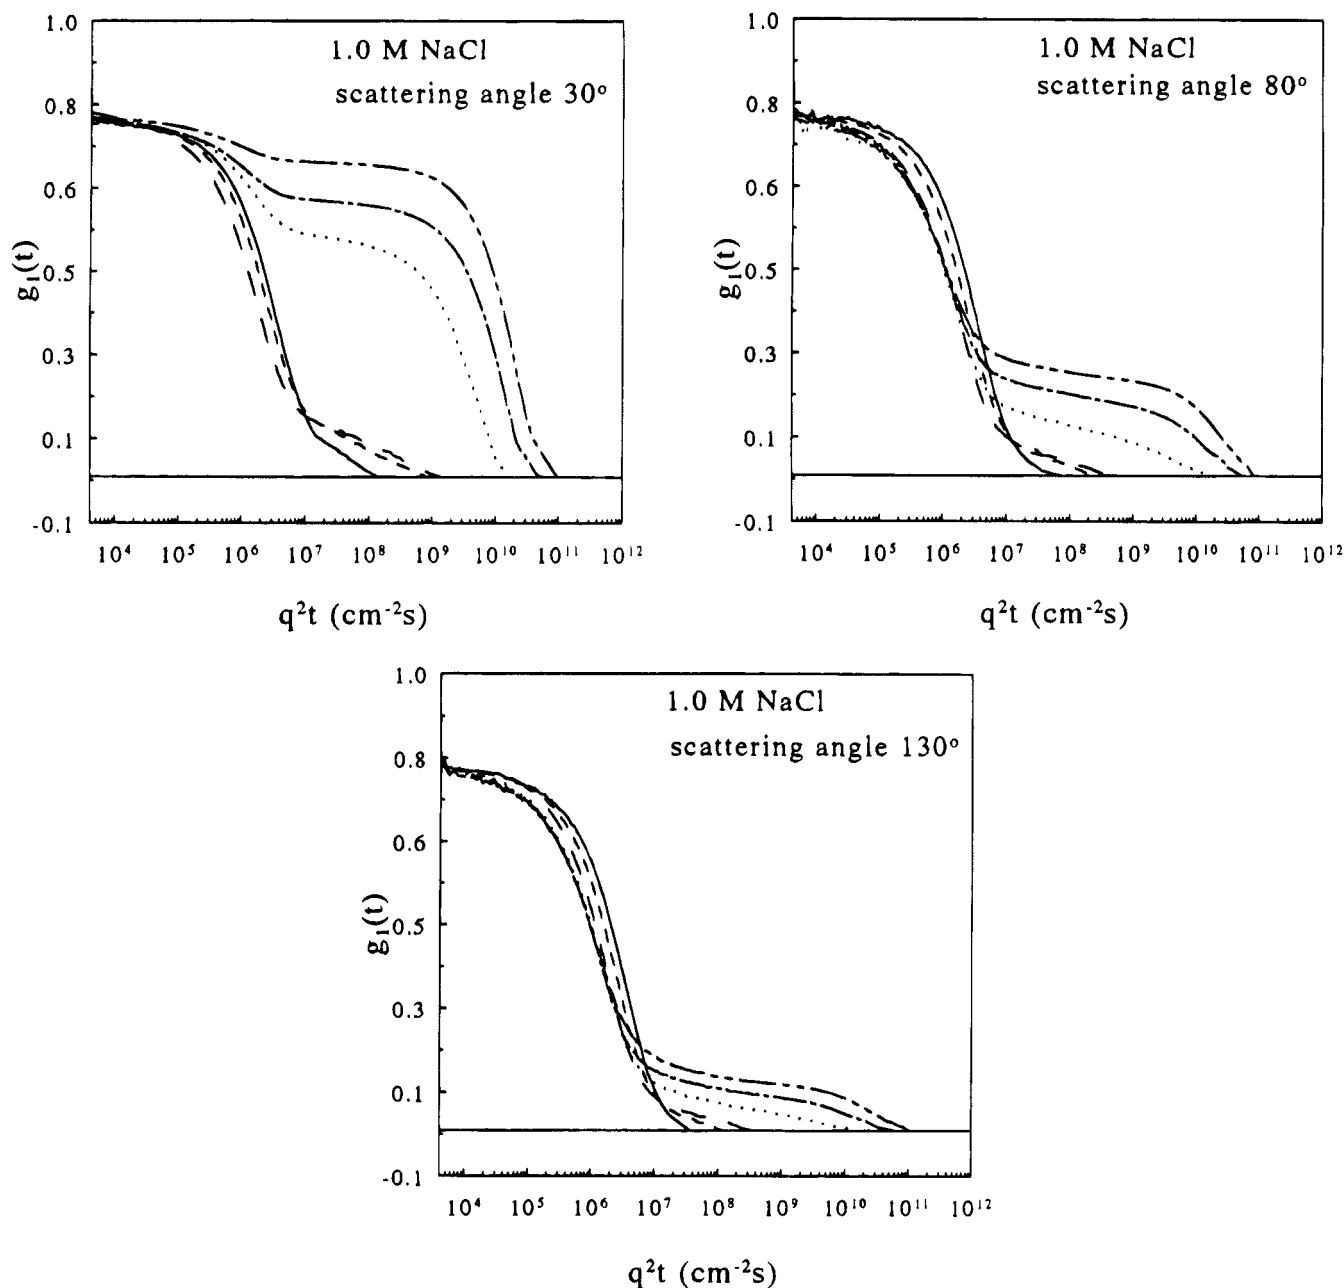 1.0 M NaCl
scattering angle 30°
g₁(t)
1.0
0.8
0.6
0.5
0.3
0.1
-0.1
10⁴ 10⁵ 10⁶ 10⁷ 10⁸ 10⁹ 10¹⁰ 10¹¹ 10¹²
q²t (cm⁻²s)
1.0 M NaCl
scattering angle 80°
g₁(t)
1.0
0.8
0.6
0.5
0.3
0.1
-0.1
10⁴ 10⁵ 10⁶ 10⁷ 10⁸ 10⁹ 10¹⁰ 10¹¹ 10¹²
q²t (cm⁻²s)
1.0 M NaCl
scattering angle 130°
g₁(t)
1.0
0.8
0.6
0.5
0.3
0.1
-0.1
10⁴ 10⁵ 10⁶ 10⁷ 10⁸ 10⁹ 10¹⁰ 10¹¹ 10¹²
q²t (cm⁻²s)